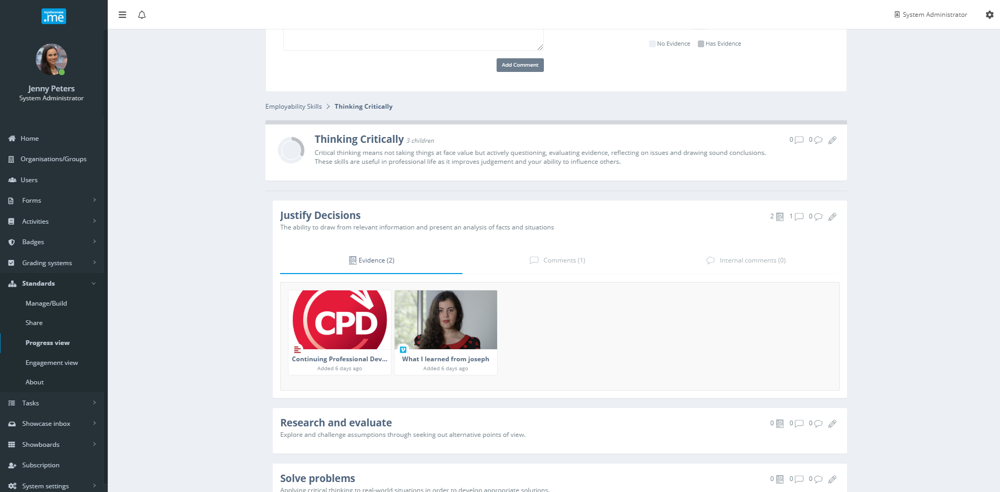 myshowcase
.me
System Administrator
Jenny Peters
System Administrator
Home
Organisations/Groups
Users
Forms
Activities
Badges
Grading systems
Standards
Manage/Build
Share
Progress view
Engagement view
About
Tasks
Showcase inbox
Showboards
Subscription
System settings
No Evidence
Has Evidence
Add Comment
Employability Skills > Thinking Critically
Thinking Critically 3 children
0 0
Critical thinking means not taking things at face value but actively questioning, evaluating evidence, reflecting on issues and drawing sound conclusions.
These skills are useful in professional life as it improves judgement and your ability to influence others.
Justify Decisions
2 1 0
The ability to draw from relevant information and present an analysis of facts and situations
Evidence (2)
Comments (1)
Internal comments (0)
CPD
Continuing Professional Dev...
Added 6 days ago
What I learned from joseph
Added 6 days ago
Research and evaluate
0 0 0
Explore and challenge assumptions through seeking out alternative points of view.
Solve problems
0 0 0
Applying critical thinking to real-world situations in order to develop appropriate solutions.